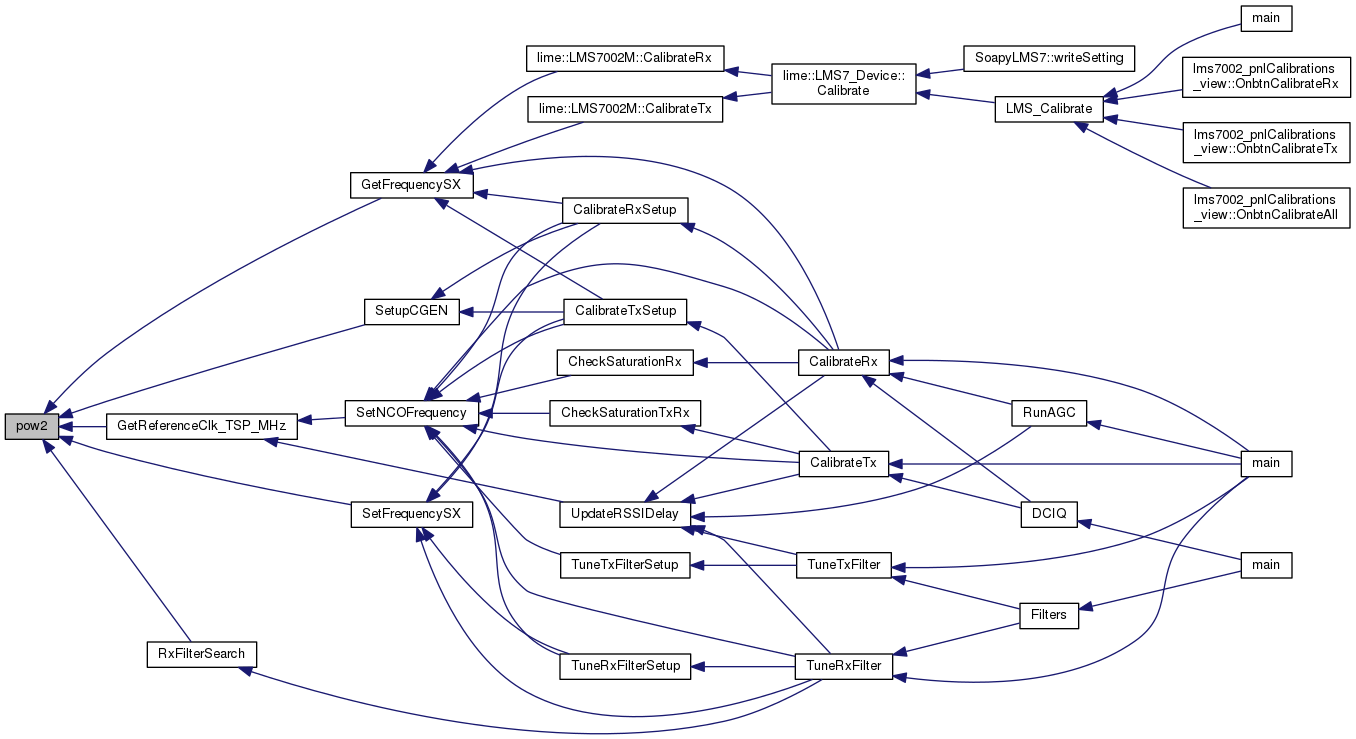 main
lime::LMS7002M::CalibrateRx
SoapyLMS7::writeSetting
lms7002_pnlCalibrations
_view::OnbtnCalibrateRx
lime::LMS7_Device::
Calibrate
lime::LMS7002M::CalibrateTx
LMS_Calibrate
lms7002_pnlCalibrations
_view::OnbtnCalibrateTx
GetFrequencySX
CalibrateRxSetup
lms7002_pnlCalibrations
_view::OnbtnCalibrateAll
SetupCGEN
CalibrateTxSetup
CheckSaturationRx
CalibrateRx
pow2
GetReferenceClk_TSP_MHz
SetNCOFrequency
CheckSaturationTxRx
RunAGC
CalibrateTx
main
SetFrequencySX
UpdateRSSIDelay
DCIQ
TuneTxFilterSetup
TuneTxFilter
main
Filters
RxFilterSearch
TuneRxFilterSetup
TuneRxFilter